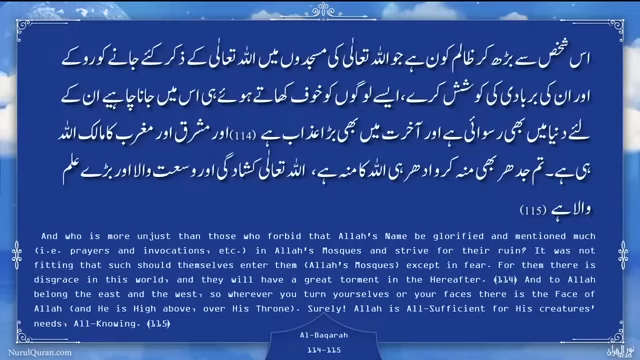 اس شخص سے بڑھ کر ظالم کون ہے جو اللہ تعالٰی کی مسجدوں میں اللہ تعالٰی کے ذکر کئے جانے کو روکے
اور ان کی بربادی کی کوشش کرے، ایسے لوگوں کو خوف کھاتے ہوئے ہی اس میں جانا چاہیے ان کے
لئے دنیا میں بھی رسوائی ہے اور آخرت میں بھی بڑا عذاب ہے (114) اور مشرق اور مغرب کا مالک اللہ
ہی ہے۔ تم جدھر بھی منہ کرو ادھر ہی اللہ کا منہ ہے، اللہ تعالٰی کشادگی اور وسعت والا اور بڑے علم
والا ہے (115)
And who is more unjust than those who forbid that Allah's Name be glorified and mentioned much
(i.e. prayers and invocations, etc.) in Allah's Mosques and strive for their ruin? It was not
fitting that such should themselves enter them (Allah's Mosques) except in fear. For them there is
disgrace in this world, and they will have a great torment in the Hereafter. (114) And to Allah
belong the east and the west, so wherever you turn yourselves or your faces there is the Face of
Allah (and He is High above, over His Throne). Surely! Allah is All-Sufficient for His creatures'
needs, All-Knowing. (115)
Al-Baqarah
114-115
NurulQuran.com